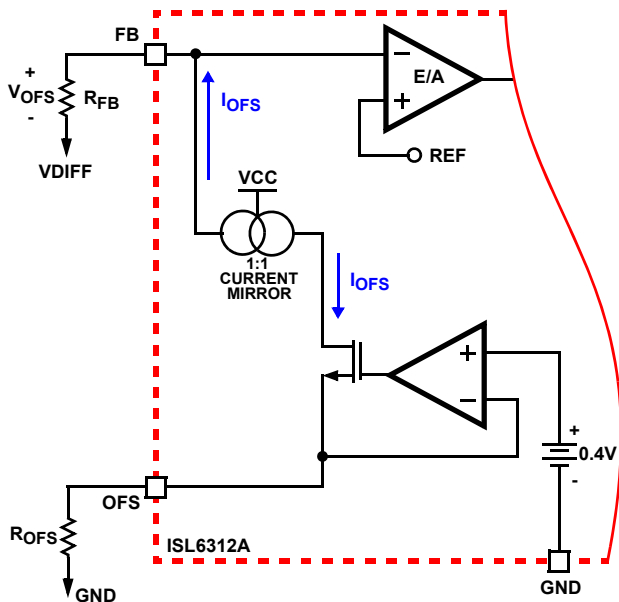 FB
+
VOFS
-
RFB
VDIFF
IOFS
-
E/A
+
REF
VCC
1:1
CURRENT
MIRROR
IOFS
+
-
+
0.4V
-
OFS
ROFS
GND
ISL6312A
GND